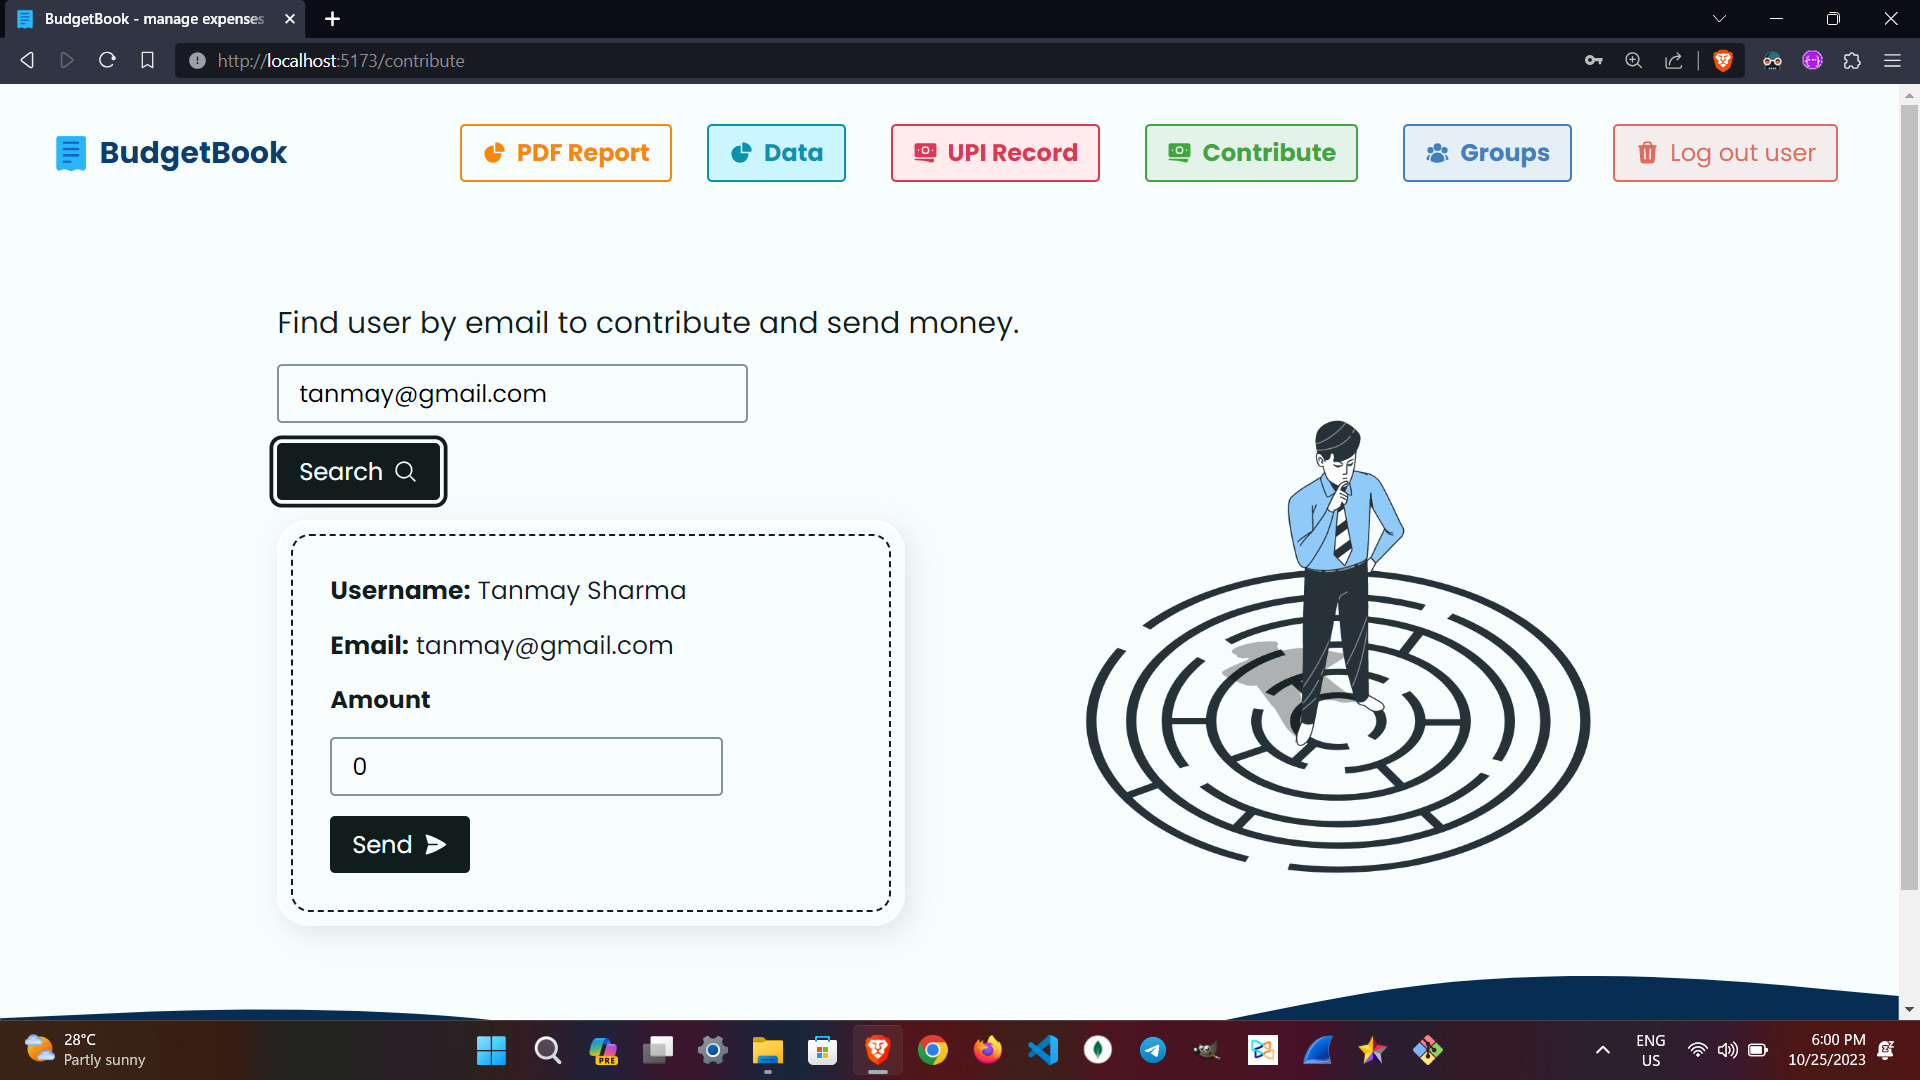 BudgetBook - manage expenses
http://localhost:5173/contribute
BudgetBook
PDF Report
Data
UPI Record
Contribute
Groups
Log out user
Find user by email to contribute and send money.
tanmay@gmail.com
Search
Username: Tanmay Sharma
Email: tanmay@gmail.com
Amount
0
Send
28°C
Partly sunny
PRE
ENG
US
6:00 PM
10/25/2023